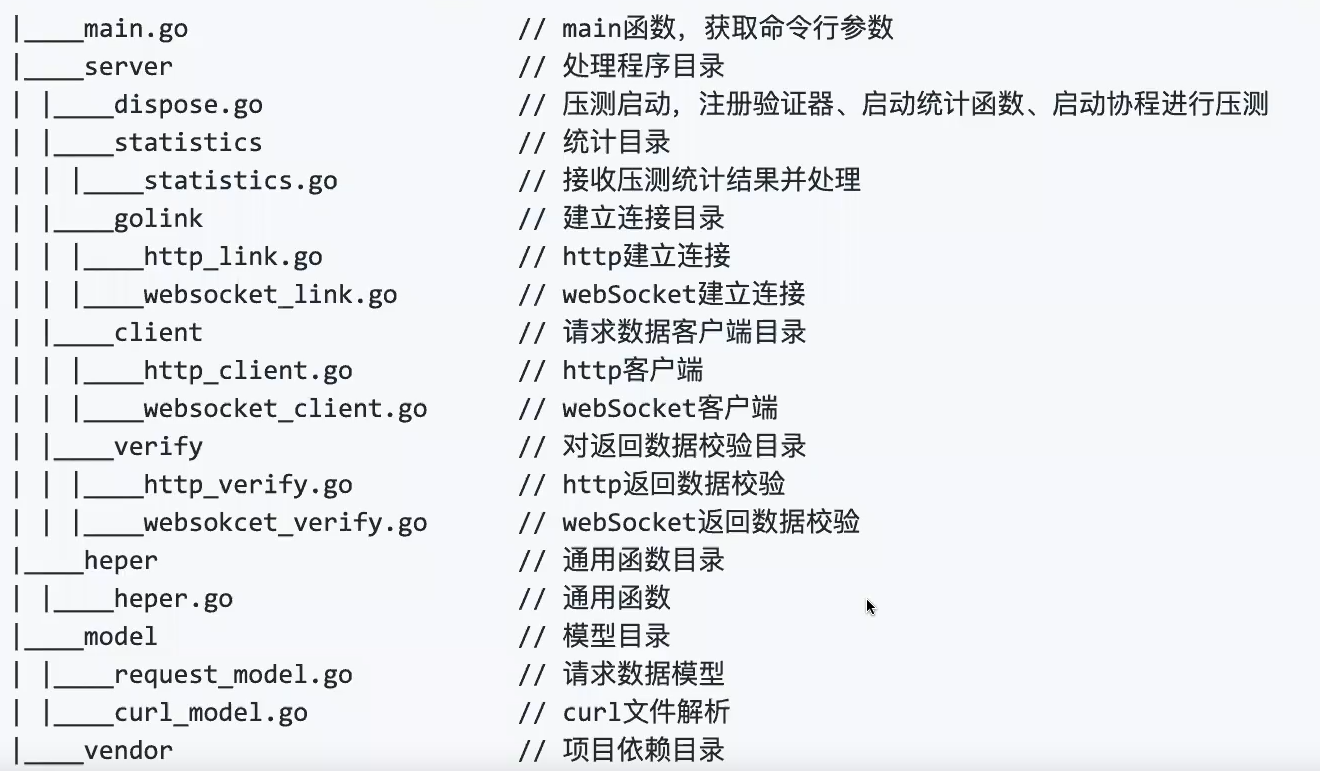 |____main.go // main函数，获取命令行参数
|____server // 处理程序目录
| |____dispose.go // 压测启动，注册验证器、启动统计函数、启动协程进行压测
| |____statistics // 统计目录
| | |____statistics.go // 接收压测统计结果并处理
| |____golink // 建立连接目录
| | |____http_link.go // http建立连接
| | |____websocket_link.go // webSocket建立连接
| |____client // 请求数据客户端目录
| | |____http_client.go // http客户端
| | |____websocket_client.go // webSocket客户端
| |____verify // 对返回数据校验目录
| | |____http_verify.go // http返回数据校验
| | |____websokcet_verify.go // webSocket返回数据校验
|____heper // 通用函数目录
| |____heper.go // 通用函数
|____model // 模型目录
| |____request_model.go // 请求数据模型
| |____curl_model.go // curl文件解析
|____vendor // 项目依赖目录